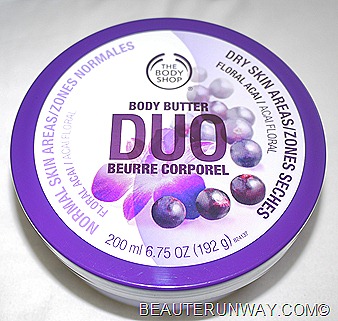 THE
BODY
SHOP
BODY BUTTER
DUO
BEURRE CORPOREL
NORMAL SKIN AREAS/ZONES NORMALES
FLORAL ACAI / ACAI FLORAL
DRY SKIN AREAS/ZONES SECHES
FLORAL ACAI / ACAI FLORAL
200 ml 6.75 OZ (192 g)
BEAUTERUNWAY.COM©